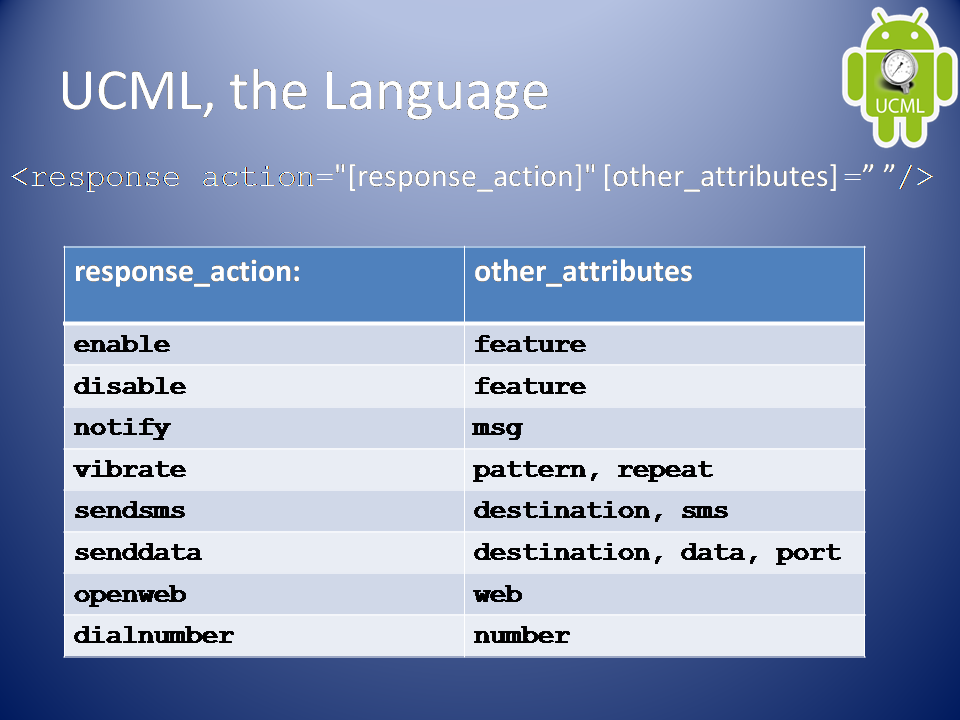 UCML, the Language
UCML
<response action="[response_action]" [other_attributes] =” ”/>
response_action: other_attributes
enable feature
disable feature
notify msg
vibrate pattern, repeat
sendsms destination, sms
senddata destination, data, port
openweb web
dialnumber number